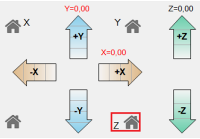 Y=0,00 Z=0,00
X Y
+Y +Z
X=0.00
-X +X
-Y -Z
Z